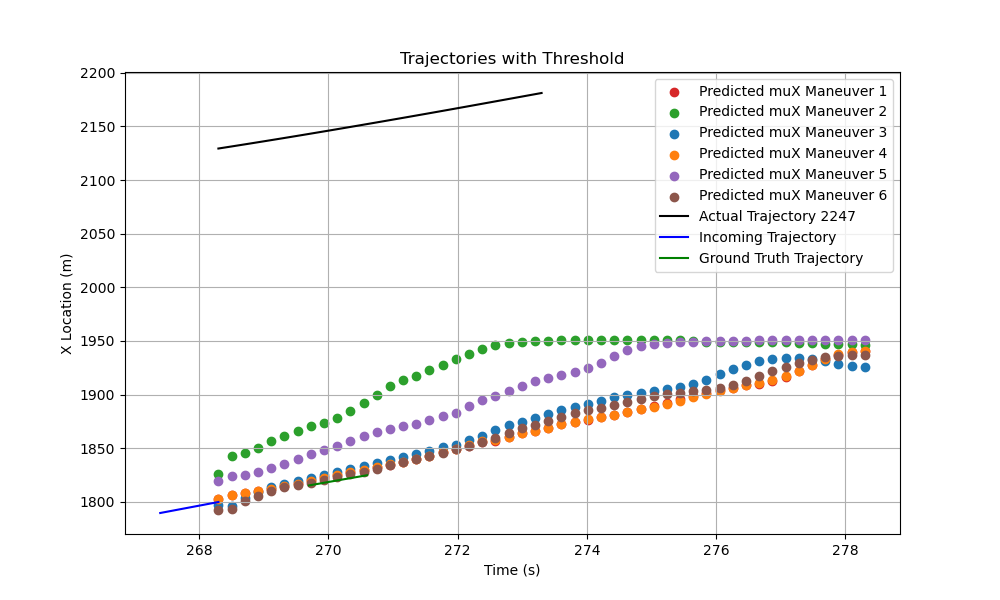 Trajectories with Threshold
2200
2150
2100
2050
2000
1950
1900
1850
1800
X Location (m)
Predicted muX Maneuver 1
Predicted muX Maneuver 2
Predicted muX Maneuver 3
Predicted muX Maneuver 4
Predicted muX Maneuver 5
Predicted muX Maneuver 6
Actual Trajectory 2247
Incoming Trajectory
Ground Truth Trajectory
268 270 272 274 276 278
Time (s)